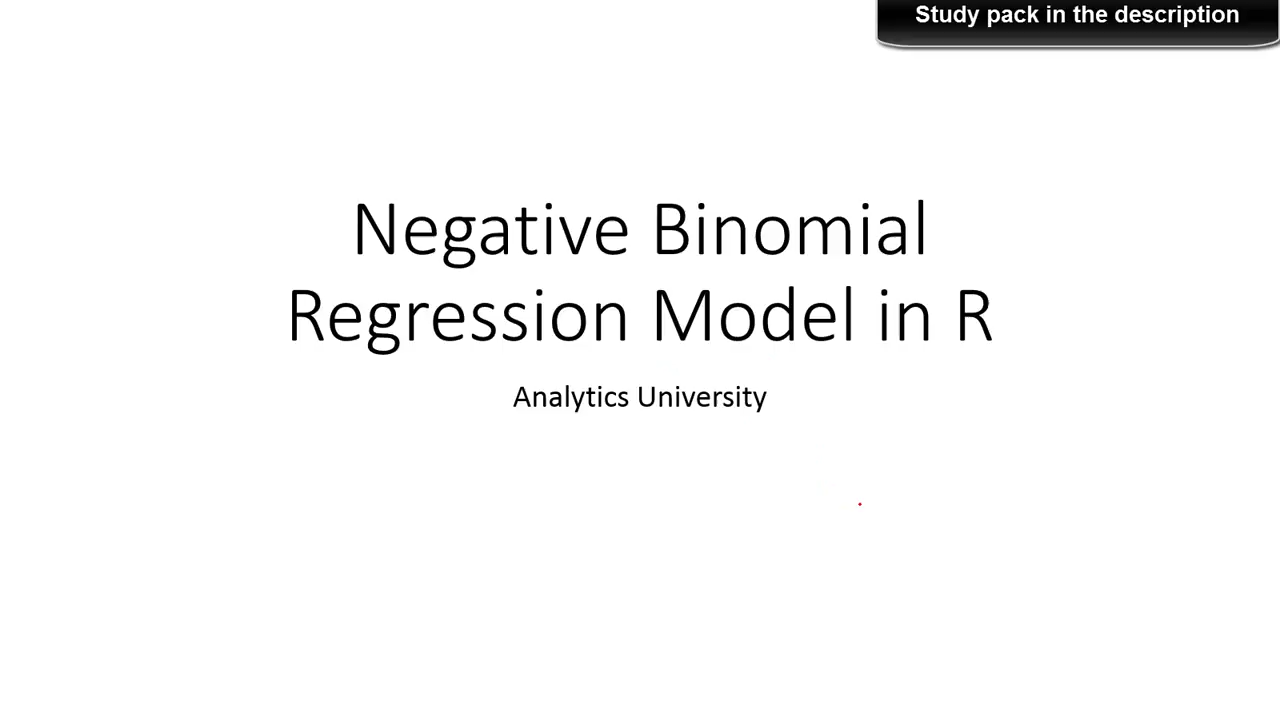 Study pack in the description
Negative Binomial
Regression Model in R
Analytics University